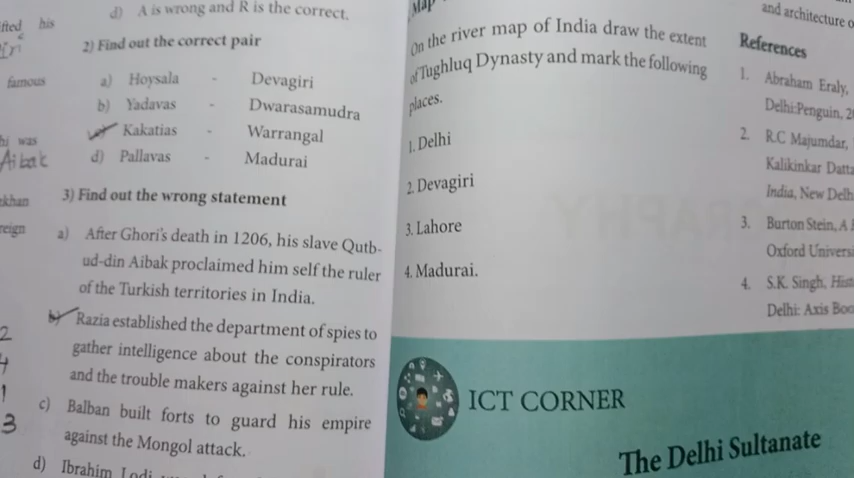 d) A is wrong and R is the correct.
2) Find out the correct pair
a) Hoysala - Devagiri
b) Yadavas - Dwarasamudra
Kakatias - Warrangal
d) Pallavas - Madurai
3) Find out the wrong statement
a) After Ghori's death in 1206, his slave Qutb-
ud-din Aibak proclaimed him self the ruler
of the Turkish territories in India.
b) Razia established the department of spies to
gather intelligence about the conspirators
and the trouble makers against her rule.
c) Balban built forts to guard his empire
against the Mongol attack.
d) Ibrahim Lodi
his
famous
was
Aibak
2
4
1
3
Map
On the river map of India draw the extent
of Tughluq Dynasty and mark the following
places.
1. Delhi
2. Devagiri
3. Lahore
4. Madurai.
ICT CORNER
The Delhi Sultanate
and architecture
References
1. Abraham Eraly,
Delhi:Penguin,
2. R.C Majumdar,
Kalikinkar Datta
India, New
3. Burton Stein, A
Oxford
4. S.K. Singh,
Delhi: Axis